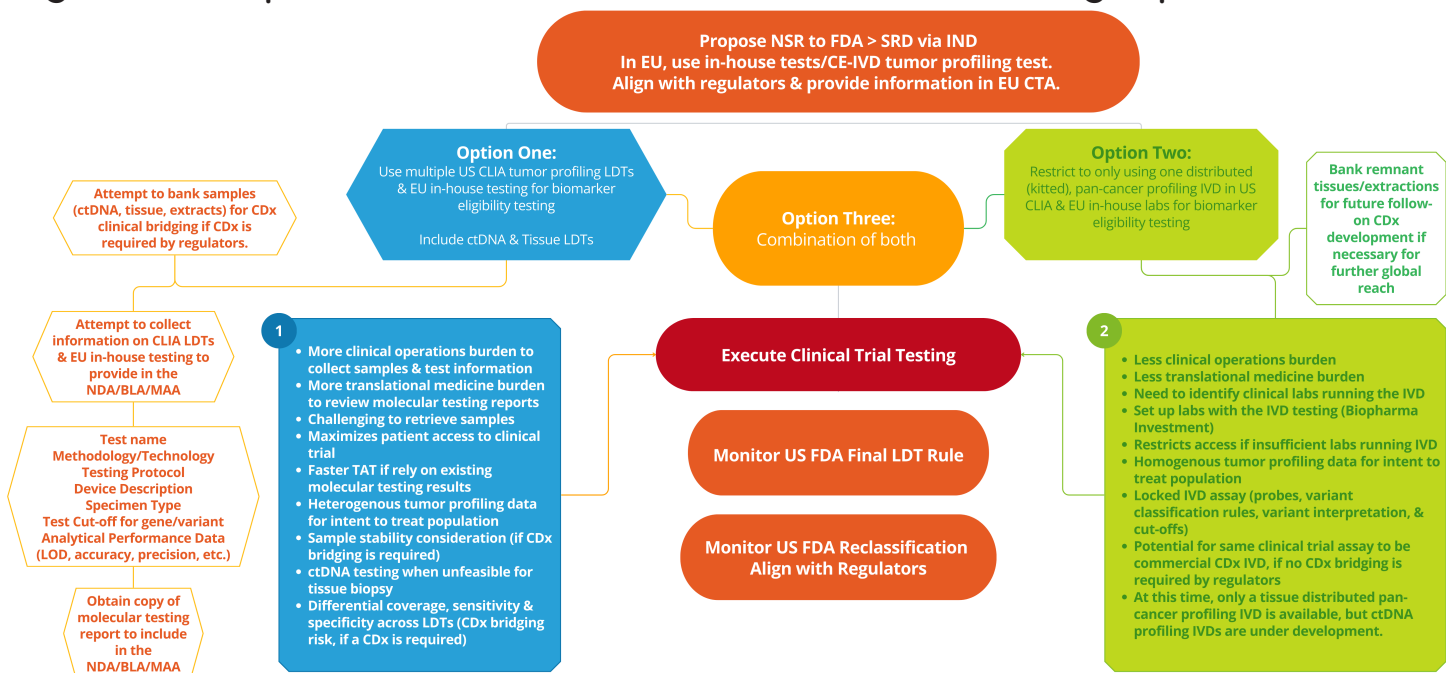 Propose NSR to FDA > SRD via IND
In EU, use in-house tests/CE-IVD tumor profiling test.
Align with regulators & provide information in EU CTA.
Option One:
Use multiple US CLIA tumor profiling LDTs
& EU in-house testing for biomarker
eligibility testing
Include ctDNA & Tissue LDTs
Option Three:
Combination of both
Option Two:
Restrict to only using one distributed
(kitted), pan-cancer profiling IVD in US
CLIA & EU in-house labs for biomarker
eligibility testing
Bank remnant
tissues/extractions
for future follow-
on CDx
development if
necessary for
further global
reach
Attempt to bank samples
(ctDNA, tissue, extracts) for CDx
clinical bridging if CDx is
required by regulators.
Attempt to collect
information on CLIA LDTs
& EU in-house testing to
provide in the
NDA/BLA/MAA
Test name
Methodology/Technology
Testing Protocol
Device Description
Specimen Type
Test Cut-off for gene/variant
Analytical Performance Data
(LOD, accuracy, precision, etc.)
Obtain copy of
molecular testing
report to include
in the
NDA/BLA/MAA
1
• More clinical operations burden to
collect samples & test information
• More translational medicine burden
to review molecular testing reports
• Challenging to retrieve samples
• Maximizes patient access to clinical
trial
• Faster TAT if rely on existing
molecular testing results
• Heterogenous tumor profiling data
for intent to treat population
• Sample stability consideration (if CDx
bridging is required)
• ctDNA testing when unfeasible for
tissue biopsy
• Differential coverage, sensitivity &
specificity across LDTs (CDx bridging
risk, if a CDx is required)
Execute Clinical Trial Testing
Monitor US FDA Final LDT Rule
Monitor US FDA Reclassification
Align with Regulators
2
• Less clinical operations burden
• Less translational medicine burden
• Need to identify clinical labs running the IVD
• Set up labs with the IVD testing (Biopharma
Investment)
• Restricts access if insufficient labs running IVD
• Homogenous tumor profiling data for intent to
treat population
• Locked IVD assay (probes, variant
classification rules, variant interpretation, &
cut-offs)
• Potential for same clinical trial assay to be
commercial CDx IVD, if no CDx bridging is
required by regulators
• At this time, only a tissue distributed pan-
cancer profiling IVD is available, but ctDNA
profiling IVDs are under development.